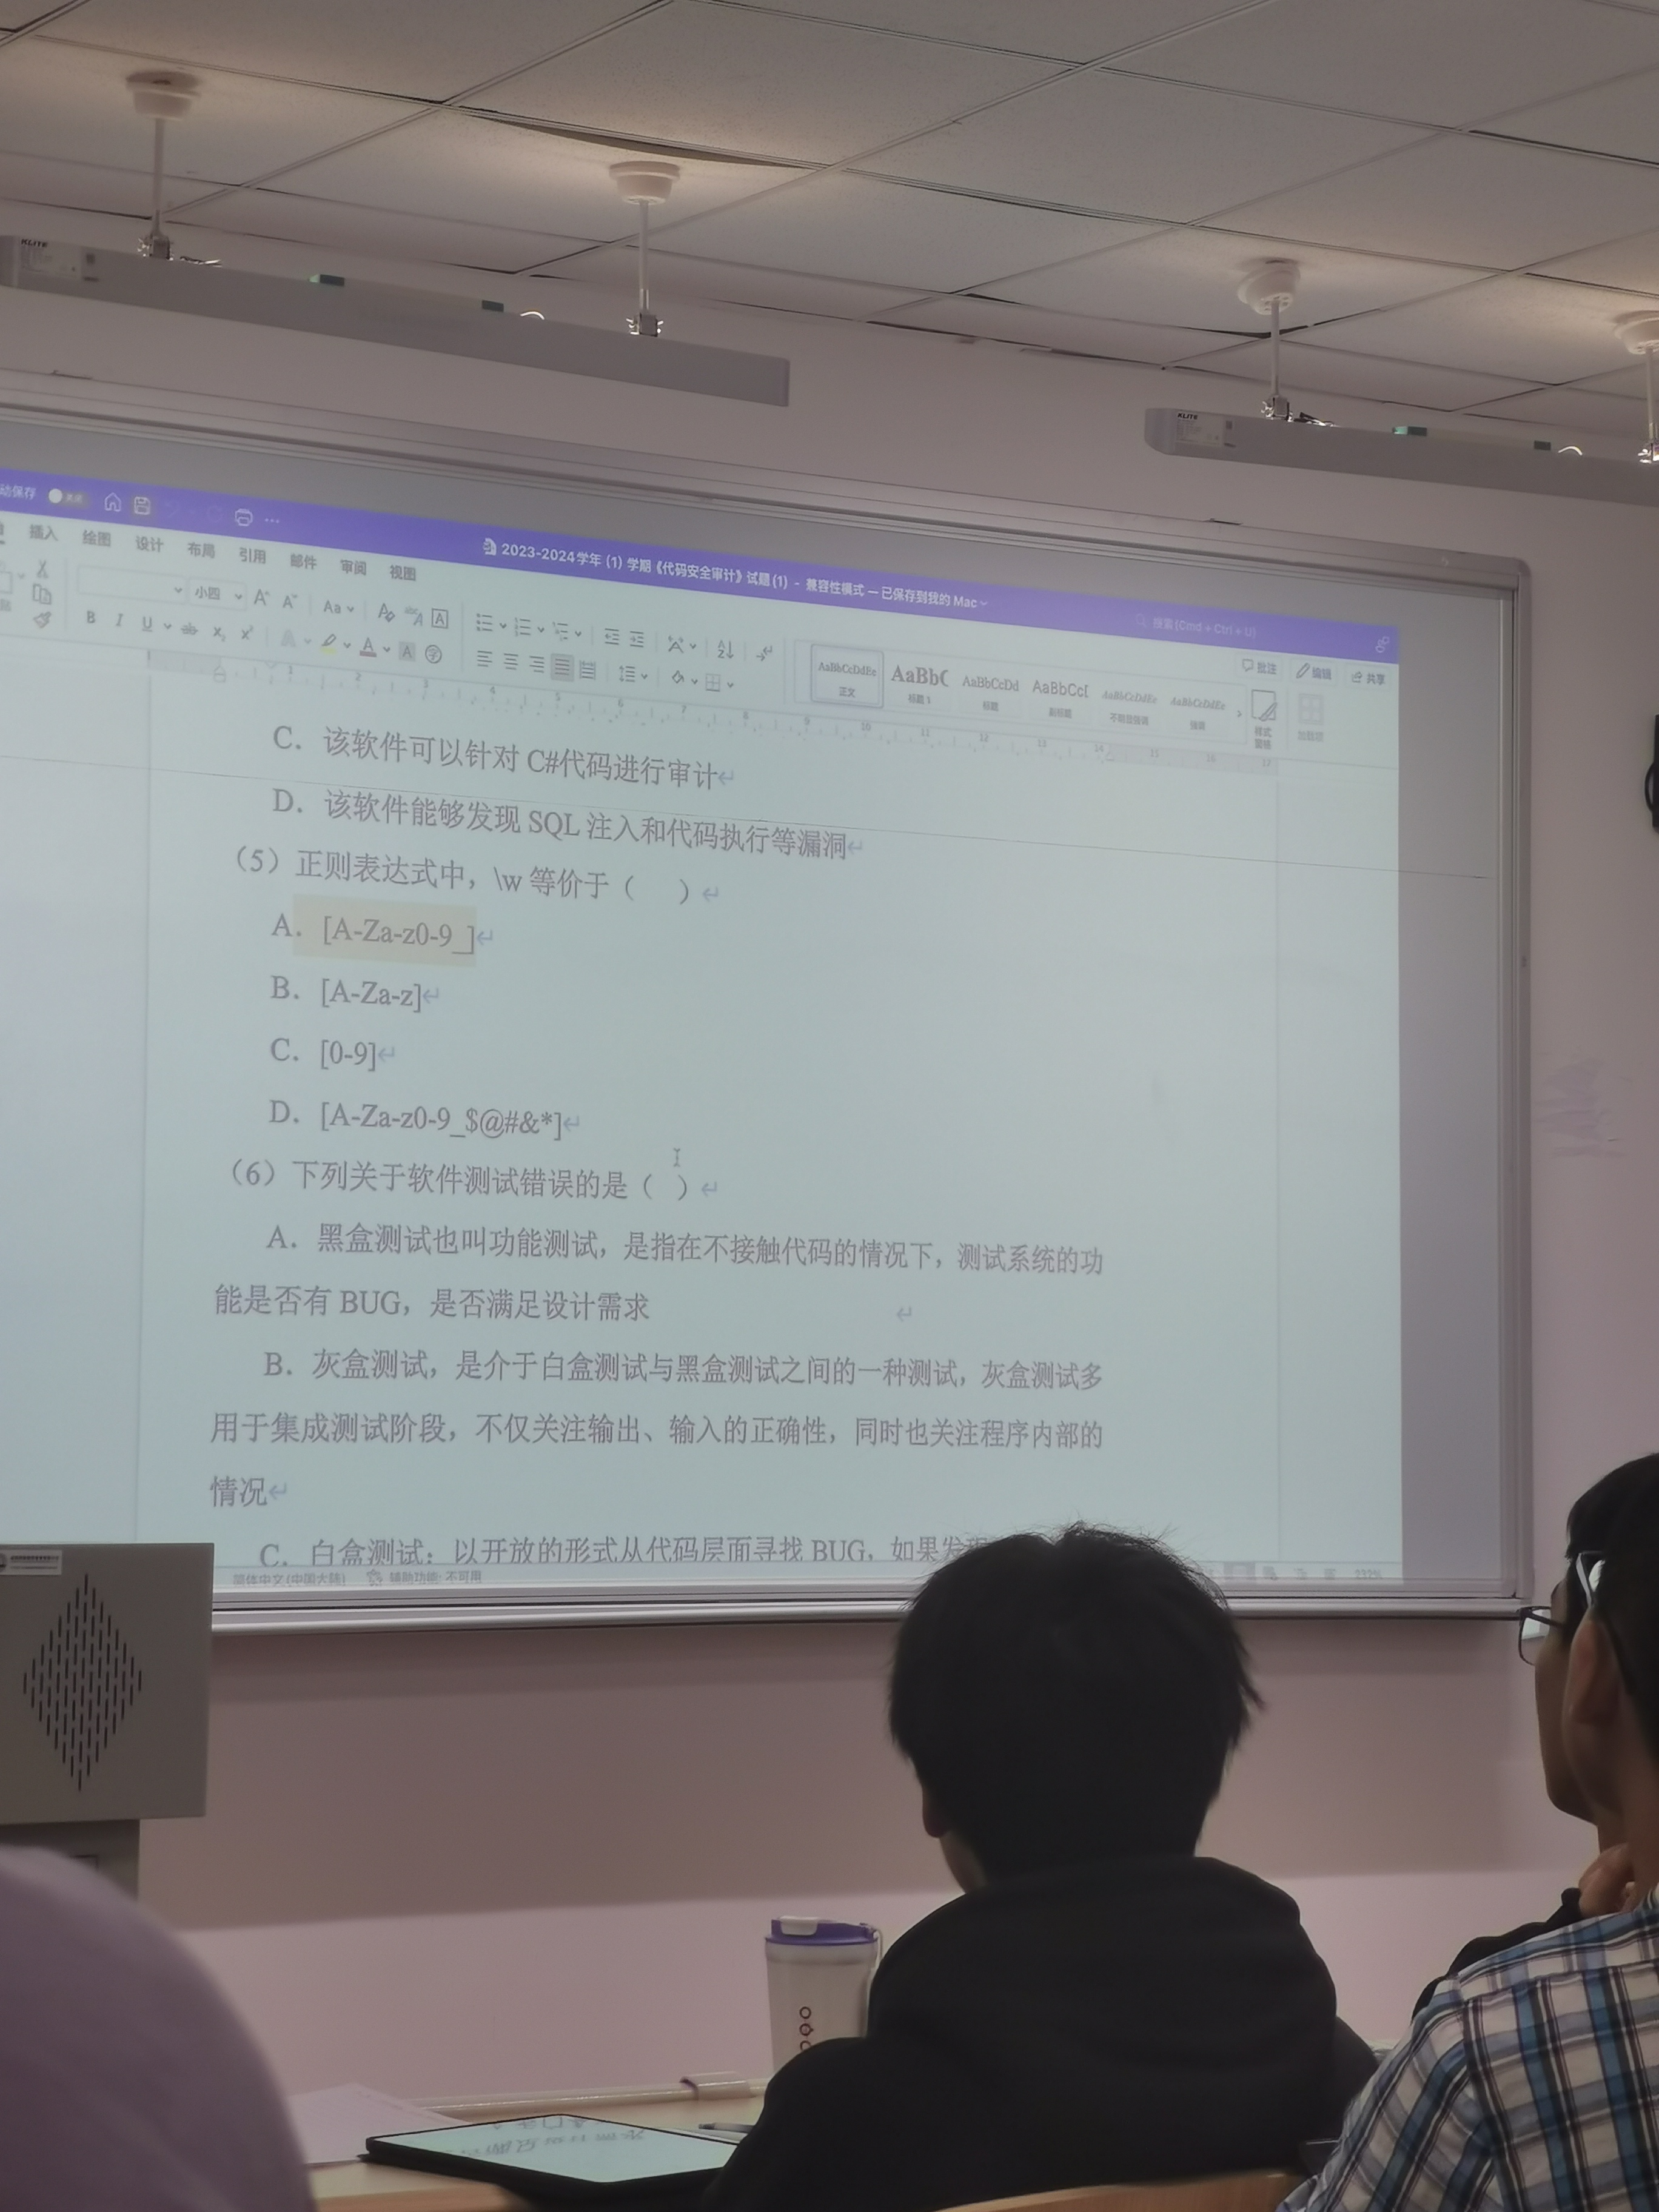 KLITE
KLITE
动保存
2023-2024学年 (1) 学期《代码安全审计》试题(1) - 兼容性模式 — 已保存到我的 Mac
搜索(Cmd + Ctrl + U)
插入 绘图 设计 布局 引用 邮件 审阅 视图
批注 编辑 共享
小四
AaBbCcDdEe AaBbC AaBbCcDd AaBbCcD AaBbCcDdEe AaBbCcDdEe
正文 标题 1 标题 副标题 不明显强调 强调
样式
窗格
加载项
C. 该软件可以针对 C#代码进行审计
D. 该软件能够发现 SQL 注入和代码执行等漏洞
（5）正则表达式中，\w 等价于（ ）
A. [A-Za-z0-9_]
B. [A-Za-z]
C. [0-9]
D. [A-Za-z0-9_$@#&*]
（6）下列关于软件测试错误的是（ ）
A. 黑盒测试也叫功能测试，是指在不接触代码的情况下，测试系统的功
能是否有 BUG，是否满足设计需求
B. 灰盒测试，是介于白盒测试与黑盒测试之间的一种测试，灰盒测试多
用于集成测试阶段，不仅关注输出、输入的正确性，同时也关注程序内部的
情况
C. 白盒测试：以开放的形式从代码层面寻找 BUG，如果发
简体中文(中国大陆) 辅助功能: 不可用
232%